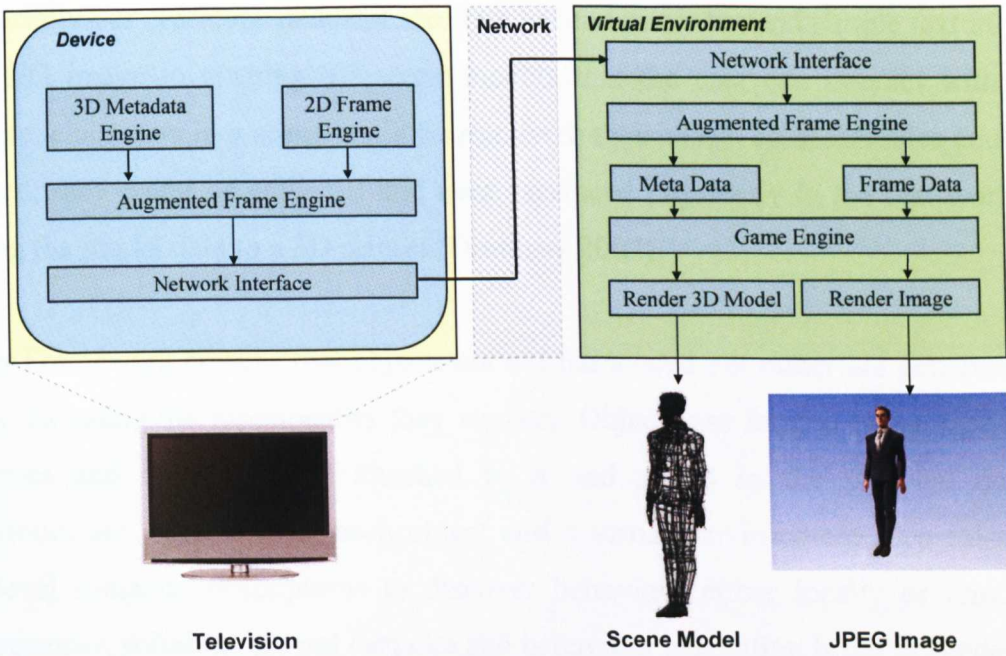 Device
3D Metadata
Engine
2D Frame
Engine
Augmented Frame Engine
Network Interface
Network
Virtual Environment
Network Interface
Augmented Frame Engine
Meta Data
Frame Data
Game Engine
Render 3D Model
Render Image
Television
Scene Model
JPEG Image